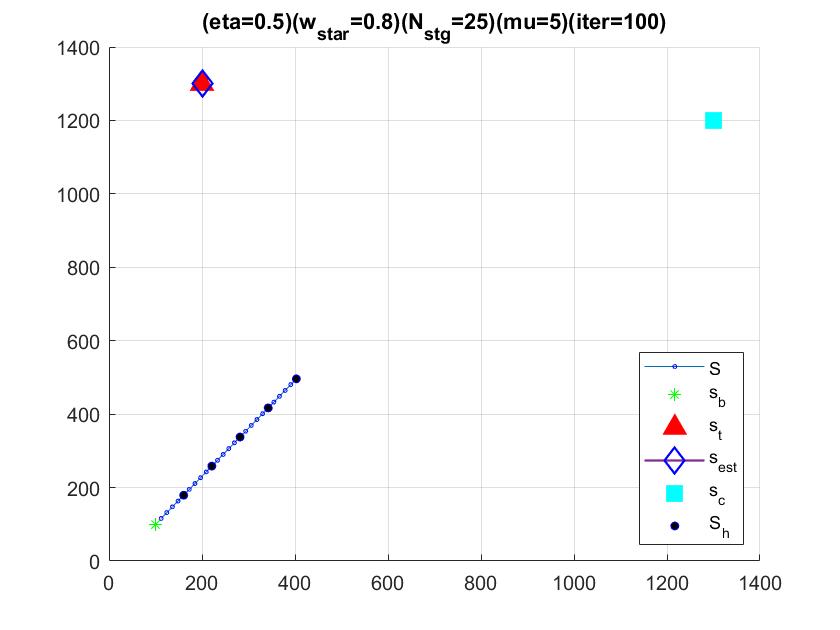 (eta=0.5)(w_star=0.8)(N_stg=25)(mu=5)(iter=100)
1400
1200
1000
800
600
400
200
0
0 200 400 600 800 1000 1200 1400
S
s_b
s_t
s_est
s_c
S_h